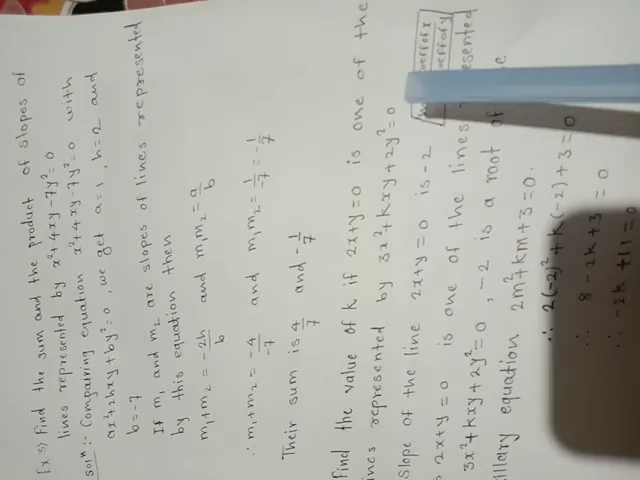 Ex. 3) Find the sum and the product of slopes of
lines represented by x²+4xy-7y²=0
solⁿ:- Comparing equation x²+4xy-7y²=0 with
ax²+2hxy+by²=0, we get a=1, h=2 and
b=-7
If m₁ and m₂ are slopes of lines represented
by this equation then
m₁+m₂ = -2h/b and m₁m₂ = a/b
∴ m₁+m₂ = -4/-7 and m₁m₂ = 1/-7 = -1/7
Their sum is 4/7 and -1/7
Find the value of k if 2x+y=0 is one of the
lines represented by 3x²+kxy+2y²=0
Slope of the line 2x+y=0 is -2
2x+y=0 is one of the lines
3x²+kxy+2y²=0, -2 is a root of
equation 2m²+km+3=0.
∴ 2(-2)²+k(-2)+3=0
∴ 8-2k+3=0
∴ -2k+11=0